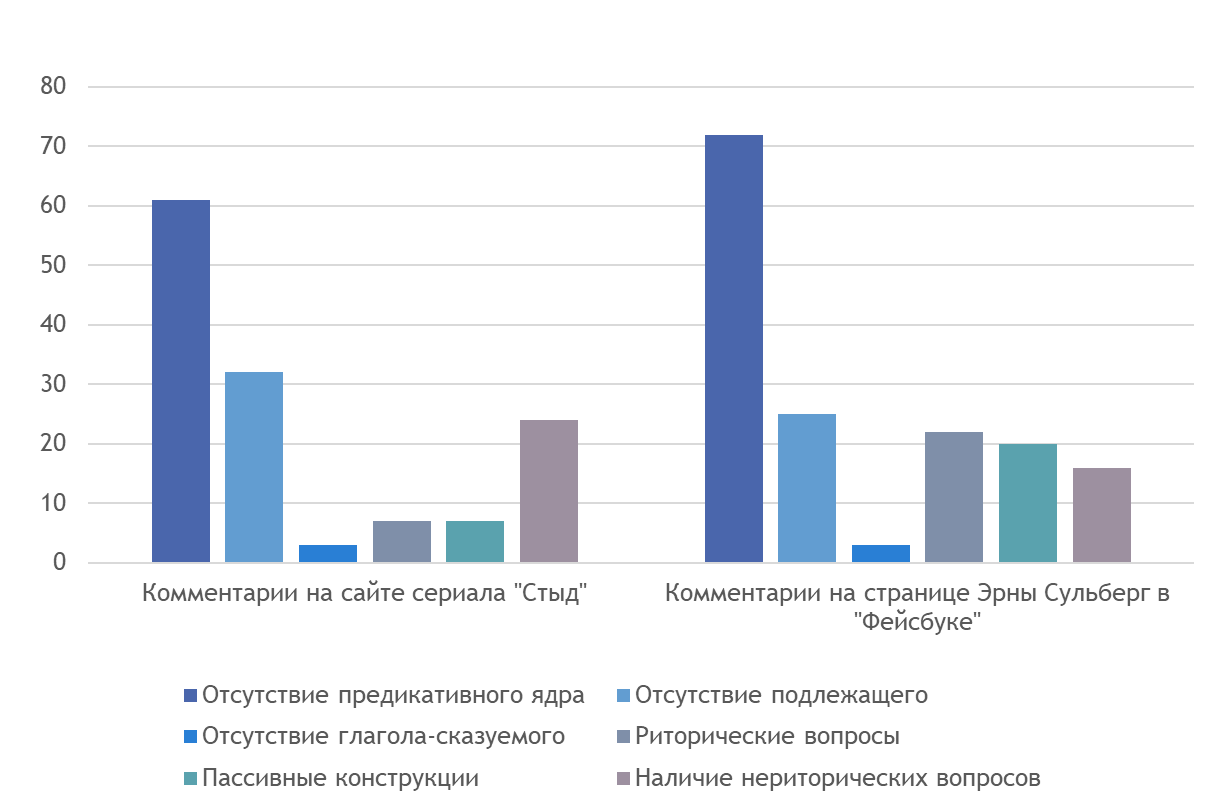 80
70
60
50
40
30
20
10
0
Комментарии на сайте сериала "Стыд"
Комментарии на странице Эрны Сульберг в
"Фейсбуке"
Отсутствие предикативного ядра
Отсутствие подлежащего
Отсутствие глагола-сказуемого
Риторические вопросы
Пассивные конструкции
Наличие нериторических вопросов